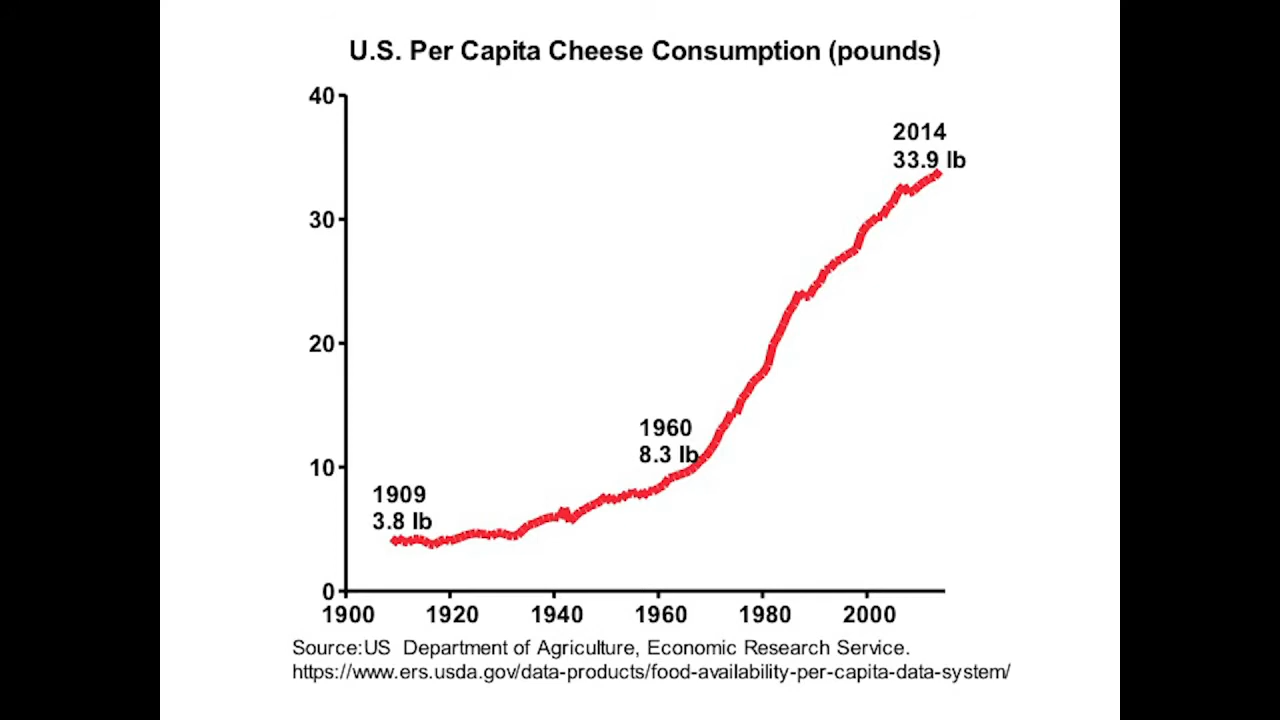 U.S. Per Capita Cheese Consumption (pounds)
40
2014
33.9 lb
30
20
1960
8.3 lb
10
1909
3.8 lb
0
1900 1920 1940 1960 1980 2000
Source:US  Department of Agriculture, Economic Research Service.
https://www.ers.usda.gov/data-products/food-availability-per-capita-data-system/